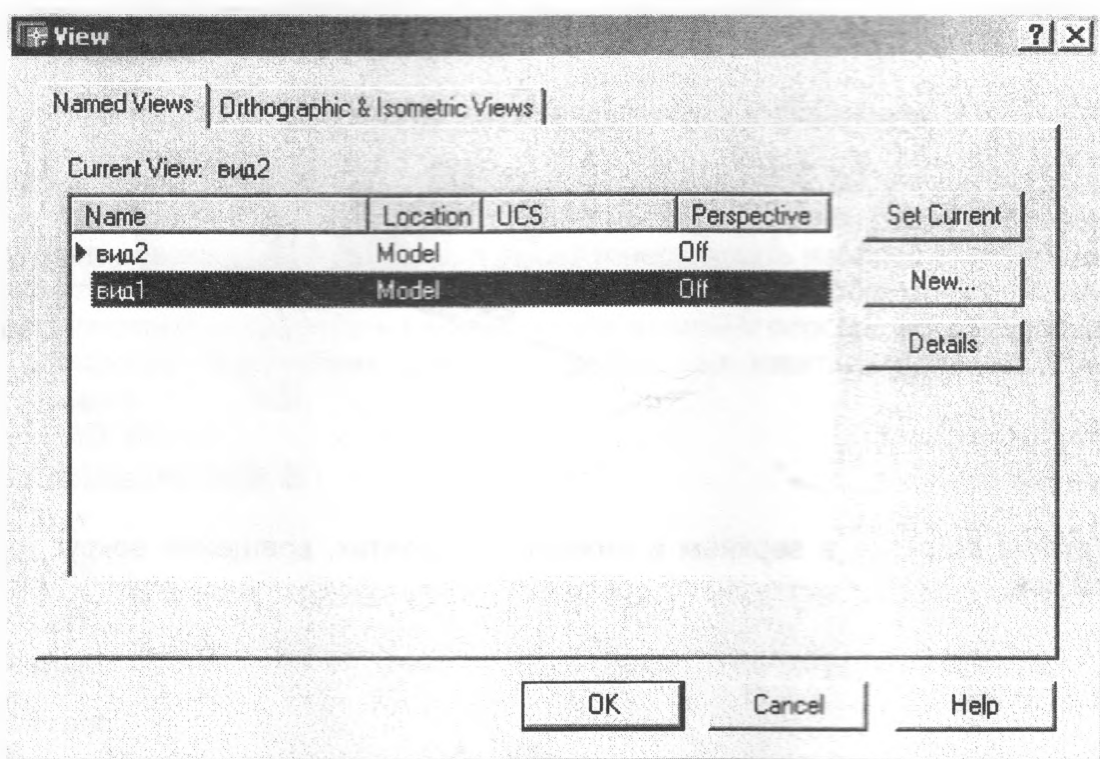 View
Named Views Orthographic & Isometric Views
Current View: вид2
Name Location UCS Perspective
вид2 Model Off
вид1 Model Off
Set Current
New...
Details
OK Cancel Help